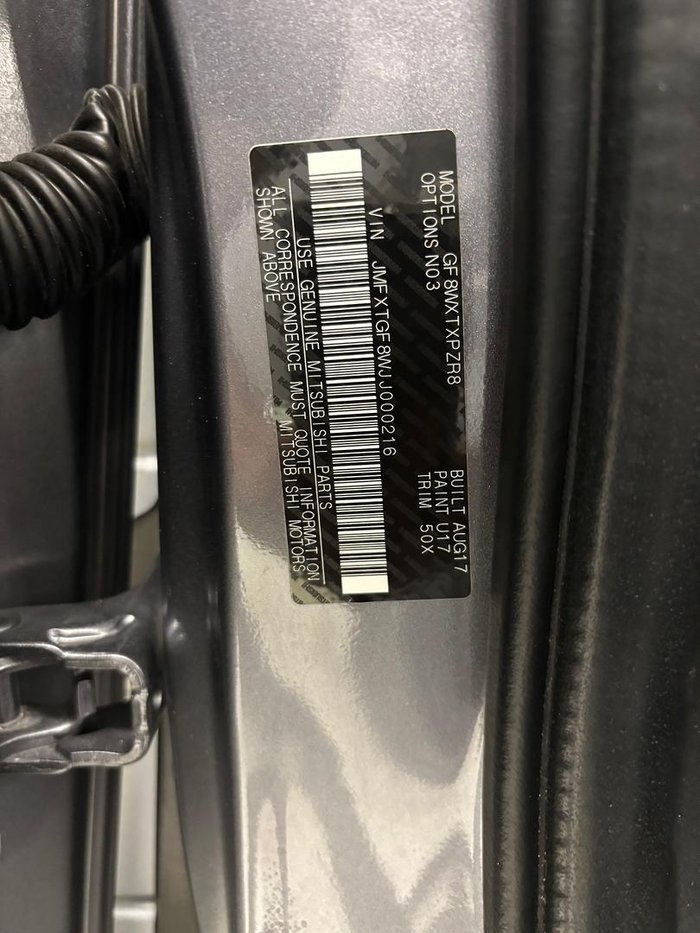 MODEL GF8WXTXPZR8 BUILT AUG17
OPTIONS N03 PAINT U17
TRIM 50X
VIN JMFXTGF8WJJ000216
USE GENUINE MITSUBISHI PARTS
ALL CORRESPONDENCE MUST QUOTE INFORMATION
SHOWN ABOVE MITSUBISHI MOTORS